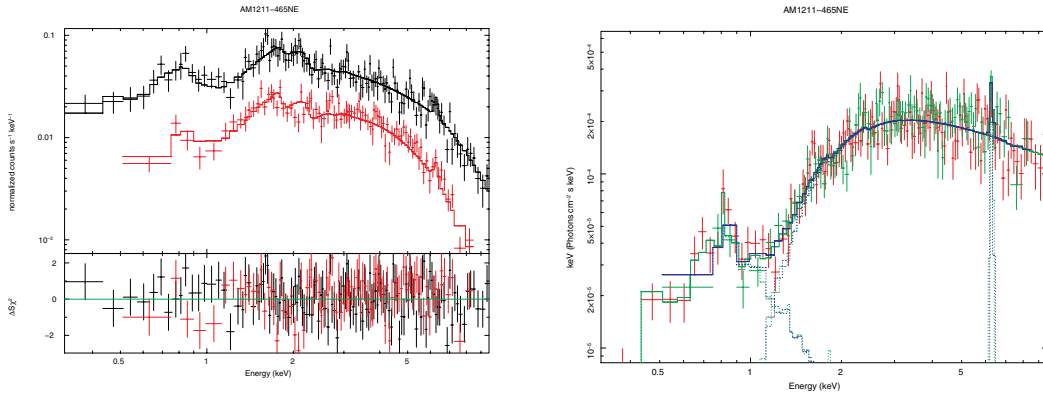 AM1211−465NE
normalized counts s⁻¹ keV⁻¹
0.1
0.01
10⁻³
ΔSχ²
2
0
−2
0.5 1 2 5
Energy (keV)
AM1211−465NE
keV (Photons cm⁻² s keV)
5×10⁻⁴
2×10⁻⁴
10⁻⁴
5×10⁻⁵
2×10⁻⁵
10⁻⁵
0.5 1 2 5
Energy (keV)